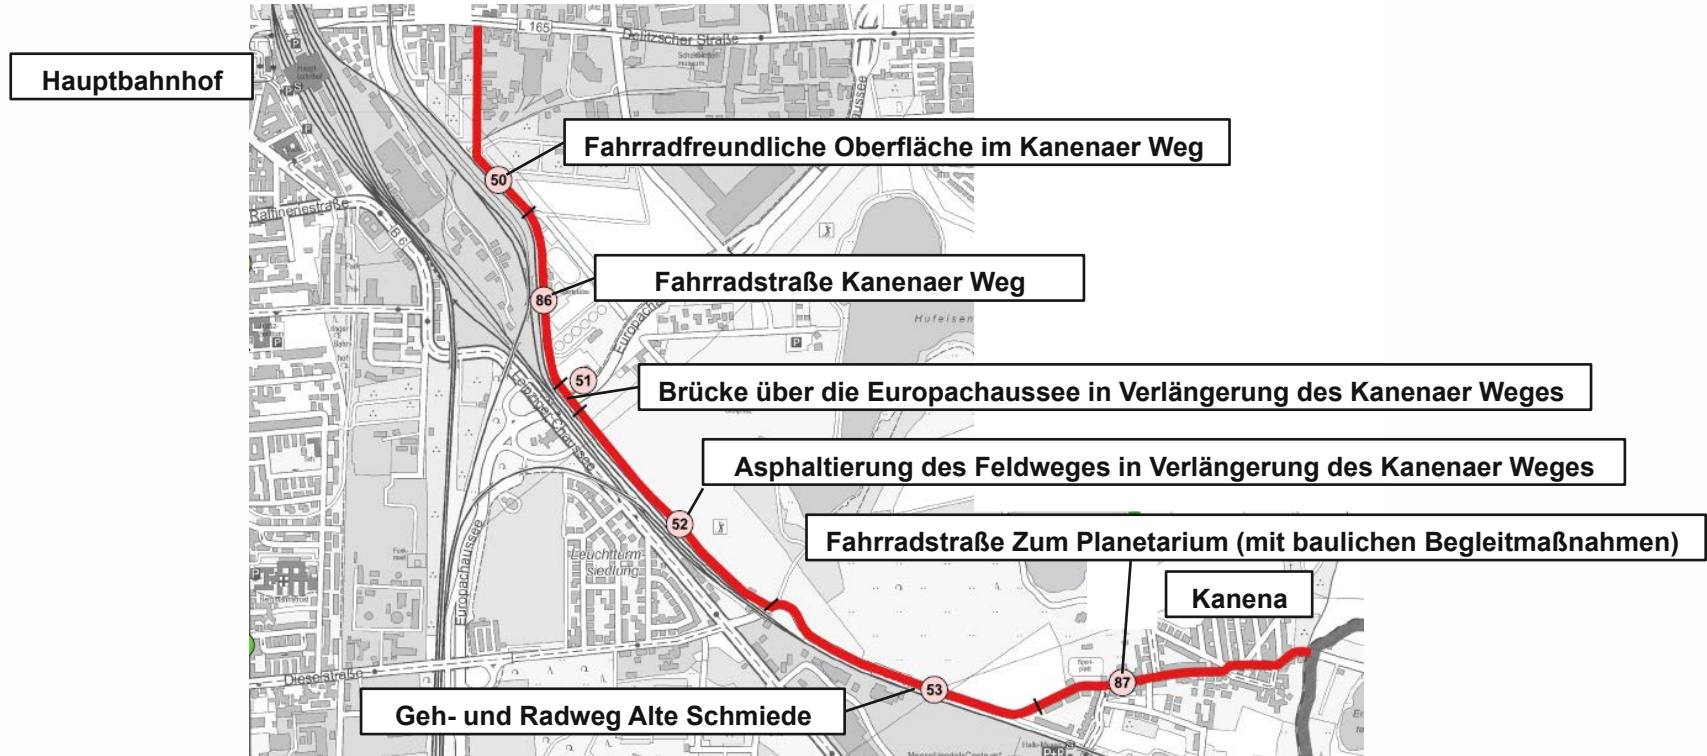 L 165
Delitzscher Straße
Hauptbahnhof
Fahrradfreundliche Oberfläche im Kanenaer Weg
50
Raffineriestraße
B 6
Fahrradstraße Kanenaer Weg
86
Hufeisen
51
Brücke über die Europachaussee in Verlängerung des Kanenaer Weges
Leipziger Chaussee
Asphaltierung des Feldweges in Verlängerung des Kanenaer Weges
52
Fahrradstraße Zum Planetarium (mit baulichen Begleitmaßnahmen)
Leuchtturm-
siedlung
Europachaussee
Kanena
Dieselstraße
87
53
Geh- und Radweg Alte Schmiede
P+R